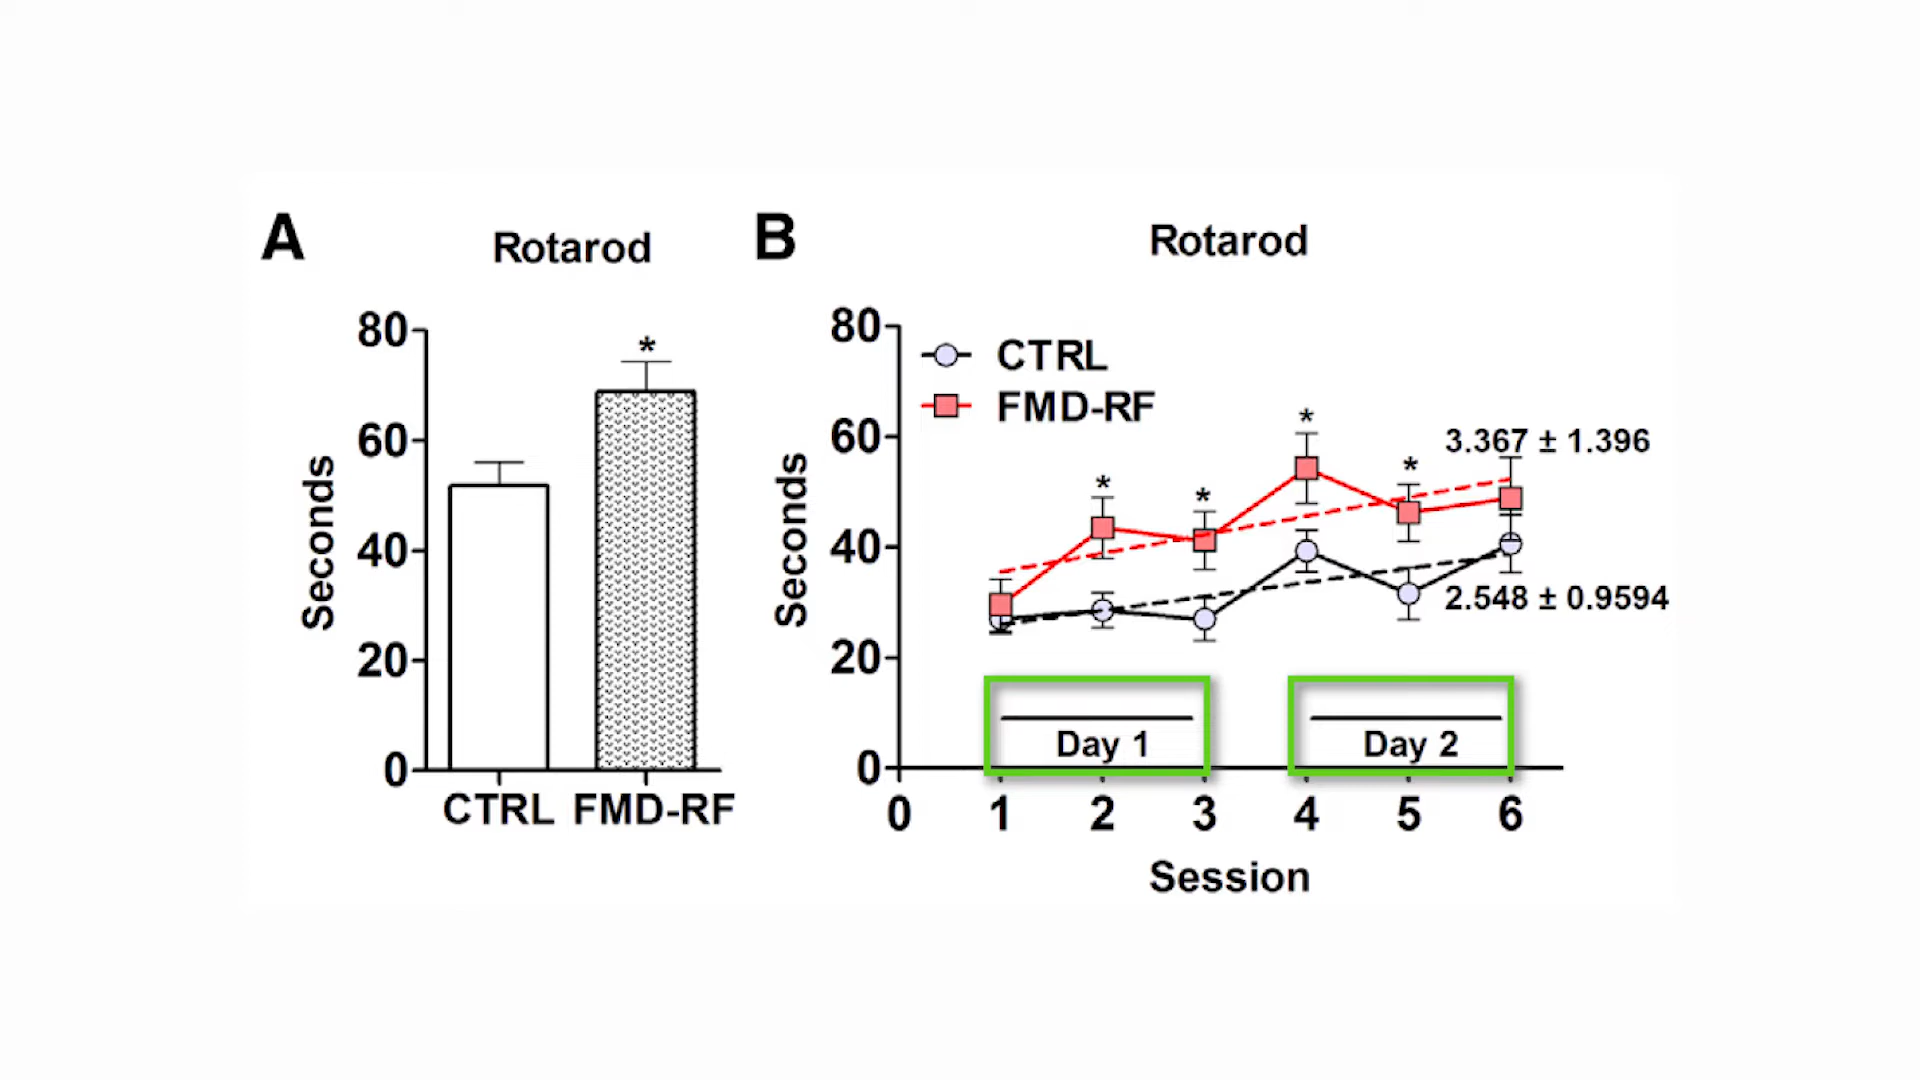 A
Rotarod
80
60
40
20
0
Seconds
*
CTRL FMD-RF
B
Rotarod
80
60
40
20
0
Seconds
CTRL
FMD-RF
*
*
*
*
3.367 ± 1.396
2.548 ± 0.9594
Day 1
Day 2
0 1 2 3 4 5 6
Session